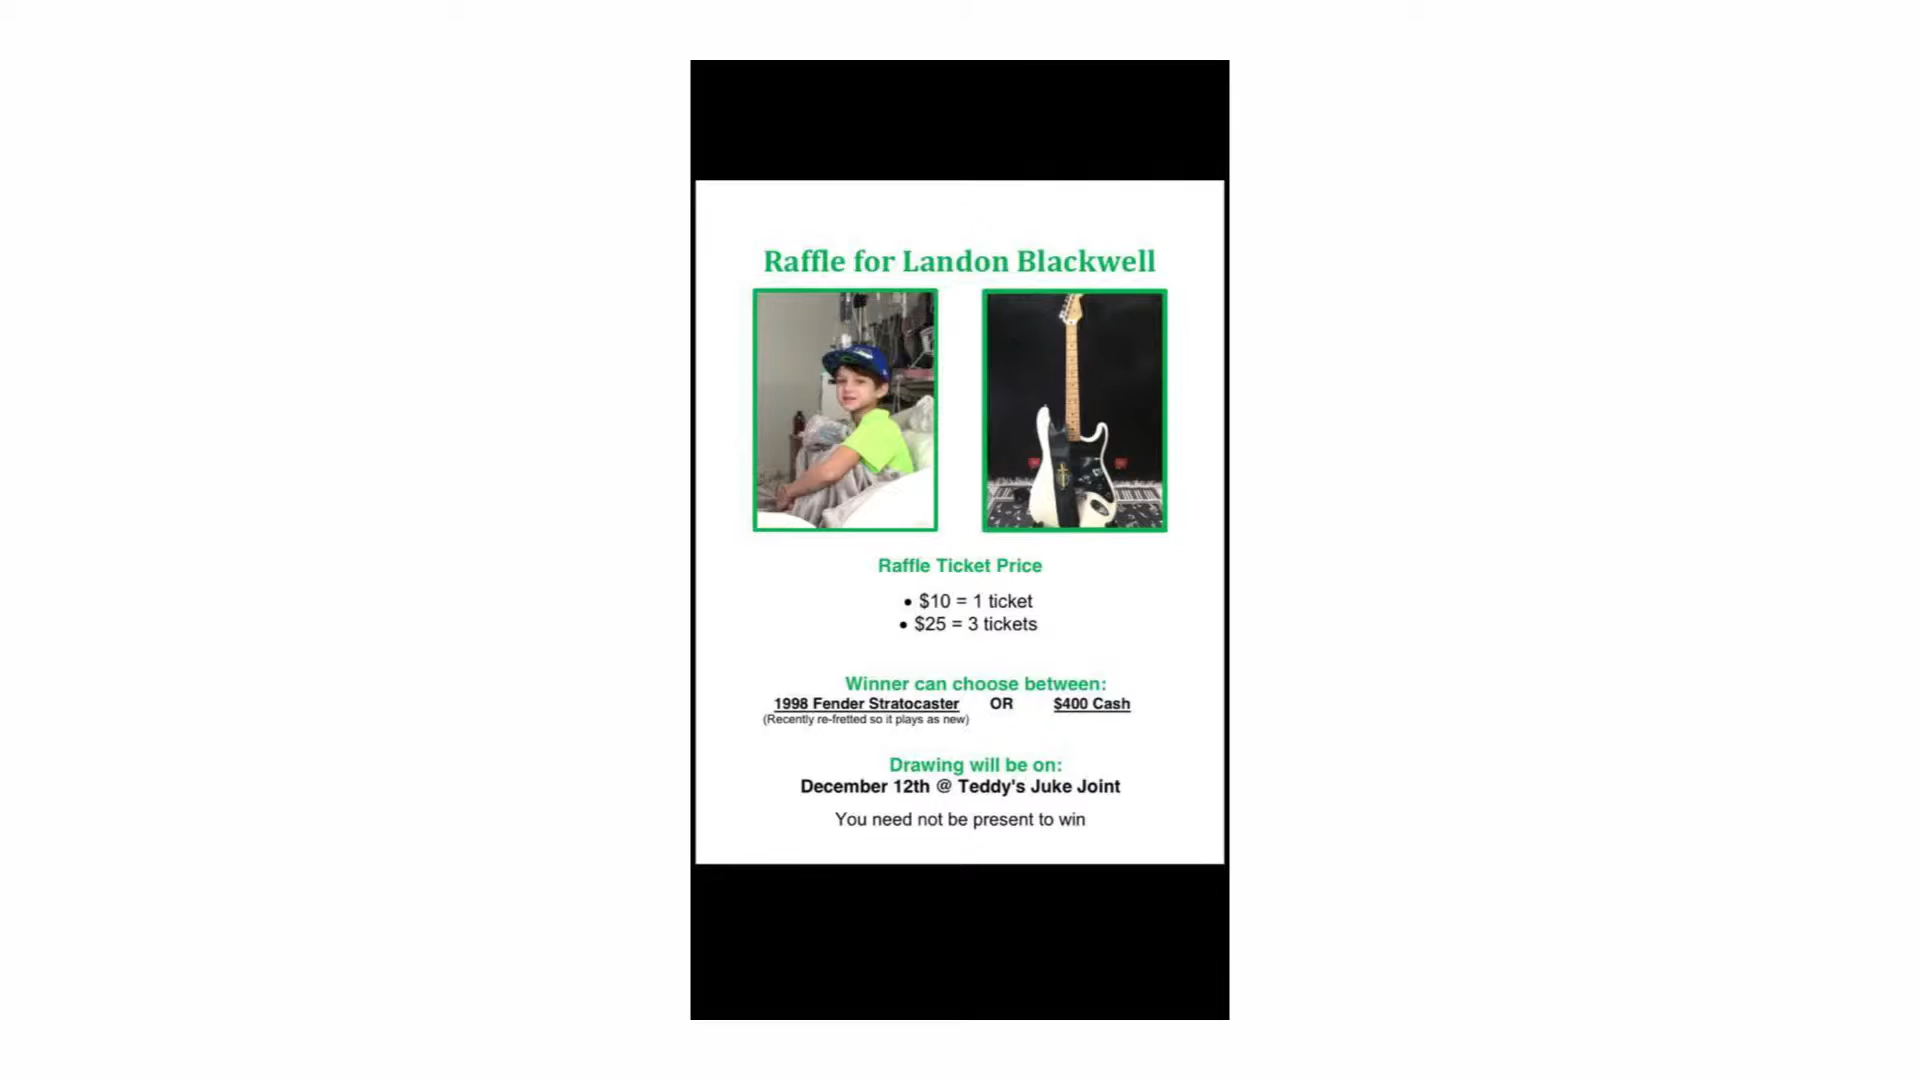 Raffle for Landon Blackwell
Raffle Ticket Price
• $10 = 1 ticket
• $25 = 3 tickets
Winner can choose between:
1998 Fender Stratocaster OR $400 Cash
(Recently re-fretted so it plays as new)
Drawing will be on:
December 12th @ Teddy's Juke Joint
You need not be present to win